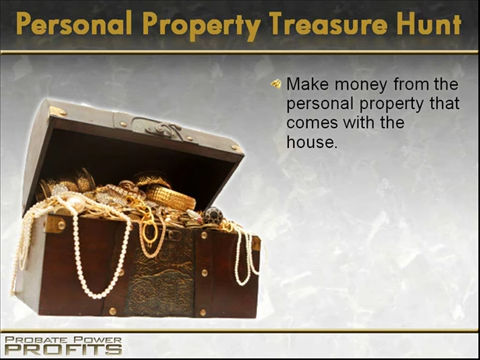 Personal Property Treasure Hunt
Make money from the
personal property that
comes with the
house.
PROBATE POWER
PROFITS